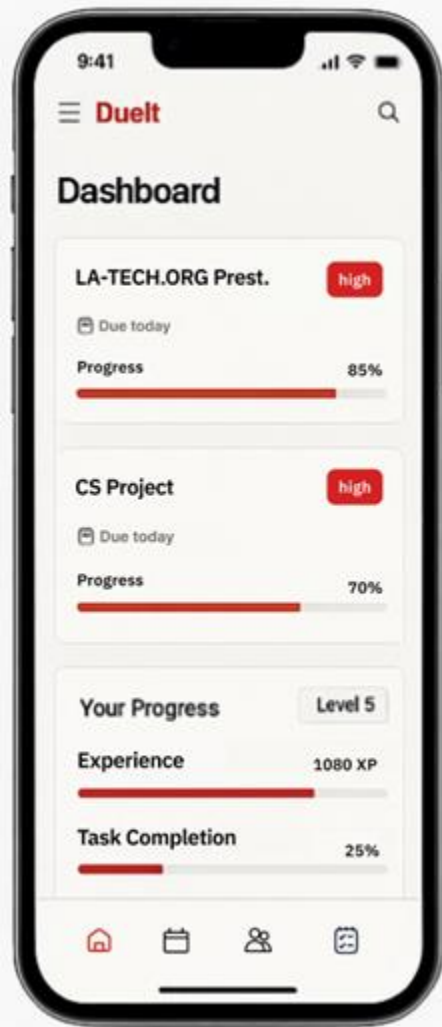 9:41
DueIt
Dashboard
LA-TECH.ORG Prest. high
Due today
Progress 85%
CS Project high
Due today
Progress 70%
Your Progress Level 5
Experience 1080 XP
Task Completion 25%